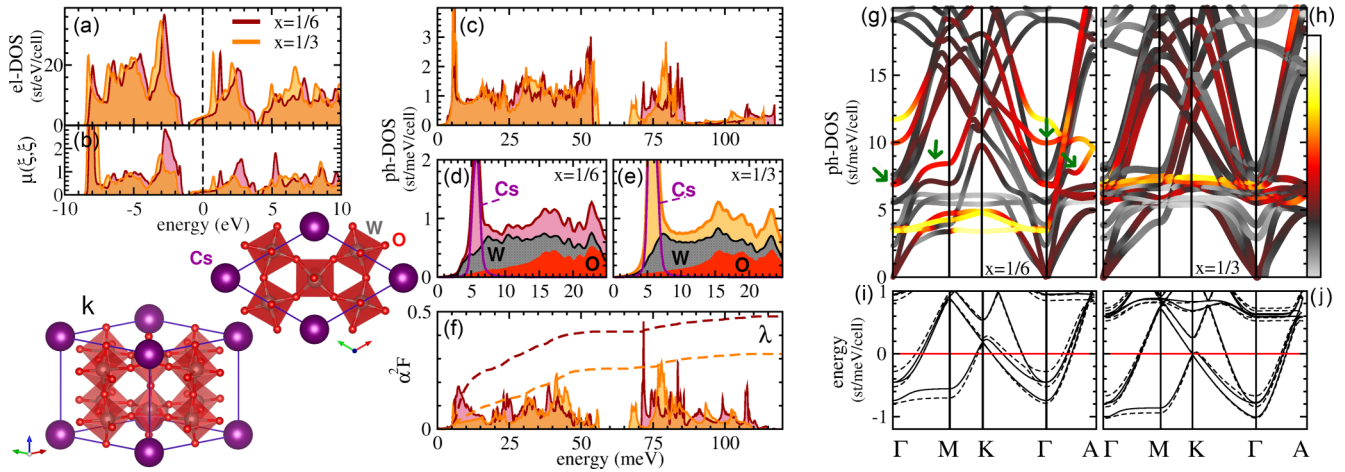 (a)
x=1/6
x=1/3
el-DOS
(st/eV/cell)
20
0
(b)
μ(ξ,ξ)
2
1
0
-10 -5 0 5 10
energy (eV)
Cs
W
O
k
(c)
ph-DOS
(st/meV/cell)
3
2
1
0
0 25 50 75 100
(d) x=1/6
Cs
W
O
2
1
0
0 5 10 15 20
(e) x=1/3
Cs
W
O
0 5 10 15 20 25
(f)
λ
α²F
0.5
0
0 25 50 75 100
energy (meV)
(g)
ph-DOS
(st/meV/cell)
15
10
5
0
x=1/6
(h)
x=1/3
(i)
energy
(st/meV/cell)
1
0
-1
Γ M K Γ A
(j)
Γ M K Γ A